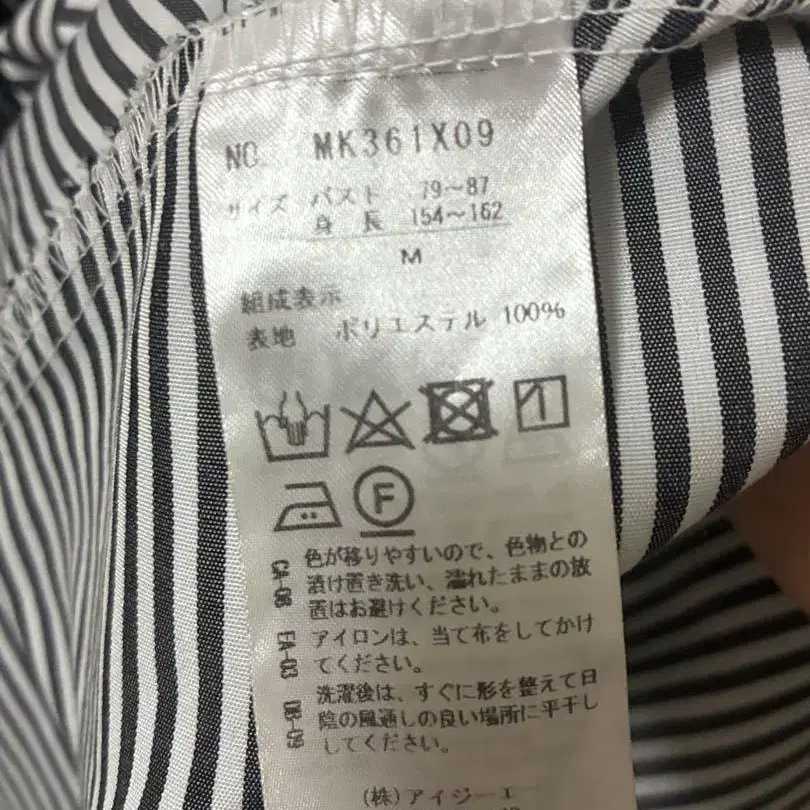 NO. MK361X09
サイズ バスト 79~87
身長 154~162
M
組成表示
表地 ポリエステル 100%
F
CA-08 色が移りやすいので、色物との
漬け置き洗い、濡れたままの放
置はお避けください。
EA-03 アイロンは、当て布をしてかけ
てください。
DB-09 洗濯後は、すぐに形を整えて日
陰の風通しの良い場所に平干し
してください。
(株)アイジーエー